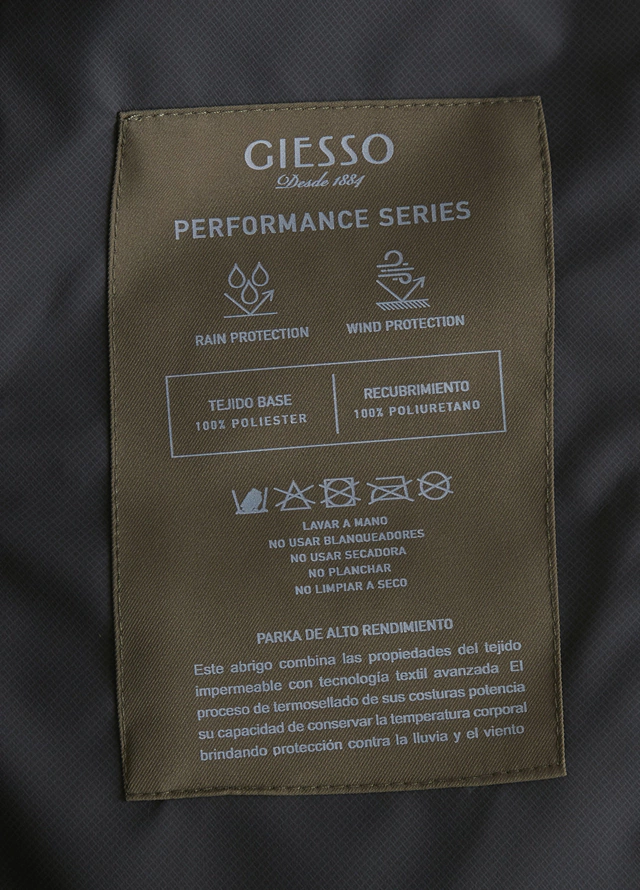 GIESSO
Desde 1884
PERFORMANCE SERIES
RAIN PROTECTION
WIND PROTECTION
TEJIDO BASE
100% POLIESTER
RECUBRIMIENTO
100% POLIURETANO
LAVAR A MANO
NO USAR BLANQUEADORES
NO USAR SECADORA
NO PLANCHAR
NO LIMPIAR A SECO
PARKA DE ALTO RENDIMIENTO
Este abrigo combina las propiedades del tejido
impermeable con tecnología textil avanzada El
proceso de termosellado de sus costuras potencia
su capacidad de conservar la temperatura corporal
brindando protección contra la lluvia y el viento